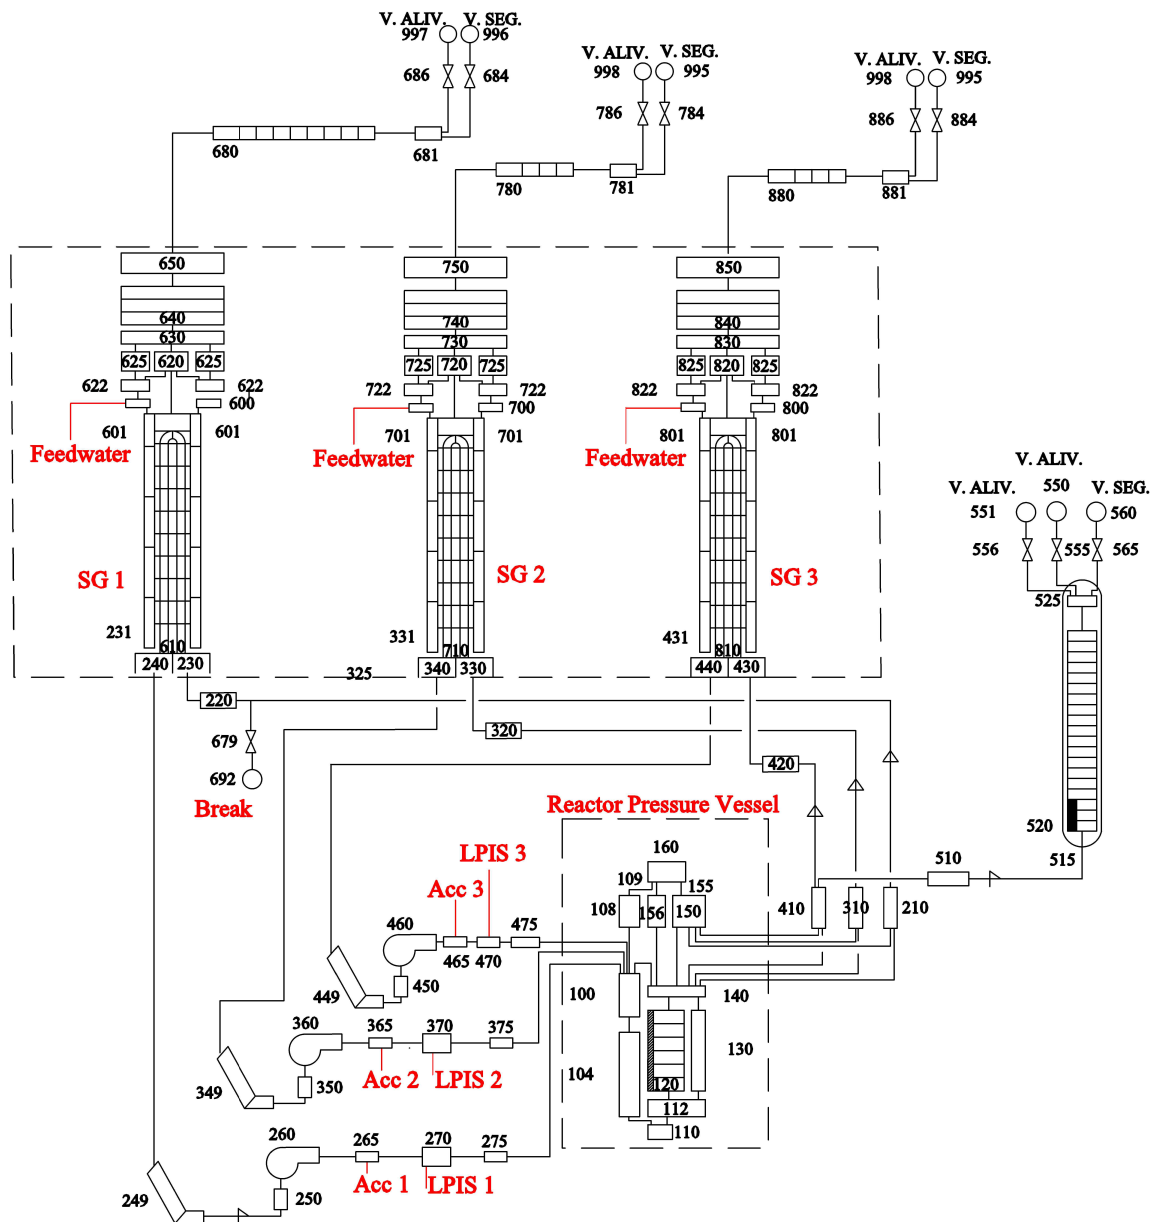 V. ALIV. V. SEG.
997 996
686 684
680 681
V. ALIV. V. SEG.
998 995
786 784
780 781
V. ALIV. V. SEG.
998 995
886 884
880 881
650 750 850
640 740 840
630 730 830
625 620 625 725 720 725 825 820 825
622 622 722 722 822 822
600 700 800
601 601 701 701 801 801
Feedwater Feedwater Feedwater
SG 1 SG 2 SG 3
231 610 331 710 431 810
240 230 325 340 330 440 430
V. ALIV.
V. ALIV. 550 V. SEG.
551 560
556 555 565
525
520
515
510
220 320 420
679
692
Break
Reactor Pressure Vessel
160
109 155
108 156 150 410 310 210
LPIS 3
Acc 3
460 475
465 470
450
449
100 140
104 130
120
112
110
360 365 370 375
350
349
Acc 2 LPIS 2
260 265 270 275
250
249
Acc 1 LPIS 1